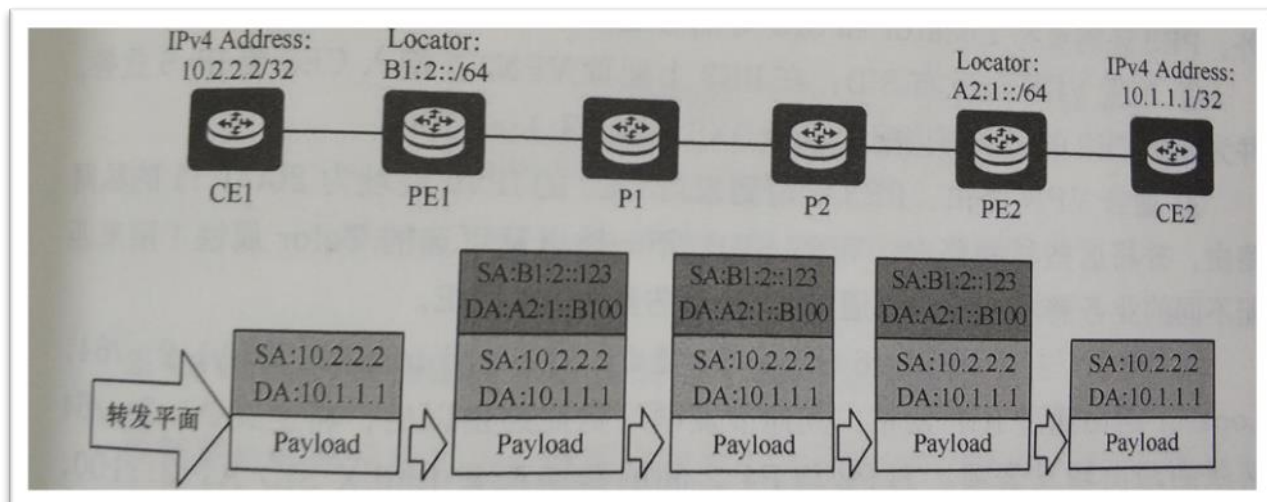 IPv4 Address:
10.2.2.2/32
Locator:
B1:2::/64
Locator:
A2:1::/64
IPv4 Address:
10.1.1.1/32
CE1
PE1
P1
P2
PE2
CE2
转发平面
SA:10.2.2.2
DA:10.1.1.1
Payload
SA:B1:2::123
DA:A2:1::B100
SA:10.2.2.2
DA:10.1.1.1
Payload
SA:B1:2::123
DA:A2:1::B100
SA:10.2.2.2
DA:10.1.1.1
Payload
SA:B1:2::123
DA:A2:1::B100
SA:10.2.2.2
DA:10.1.1.1
Payload
SA:10.2.2.2
DA:10.1.1.1
Payload